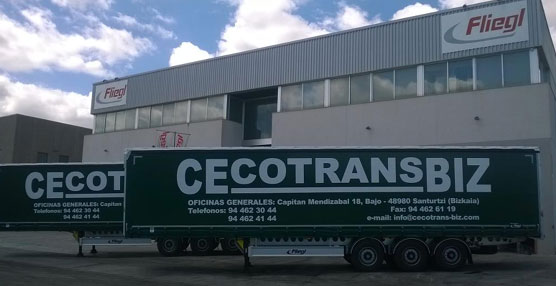 Fliegl
Fliegl
CECOTRANS
OFICINAS GENERALES: Capitan
Telefonos: 94 462 30 44
94 462 41 44
CECOTRANSBIZ
OFICINAS GENERALES: Capitan Mendizabal 18, Bajo - 48980 Santurtzi (Bizkaia)
Telefonos: 94 462 30 44
Fax: 94 462 61 19
94 462 41 44
e-mail: info@cecotrans-biz.com
Fliegl